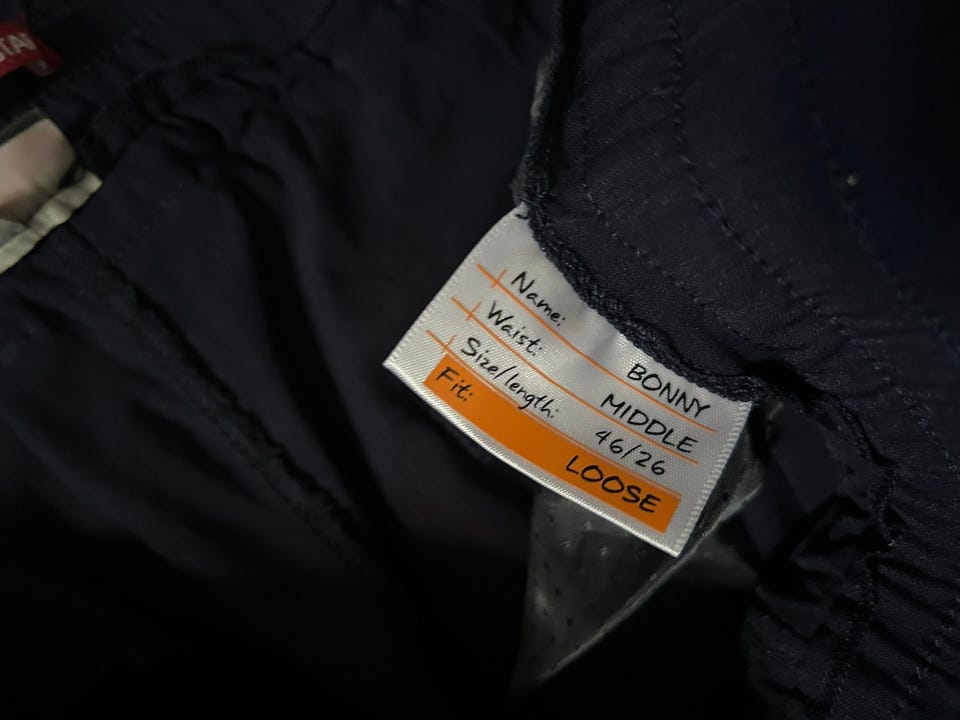 Name: BONNY
Waist: MIDDLE
Size/length: 46/26
Fit: LOOSE